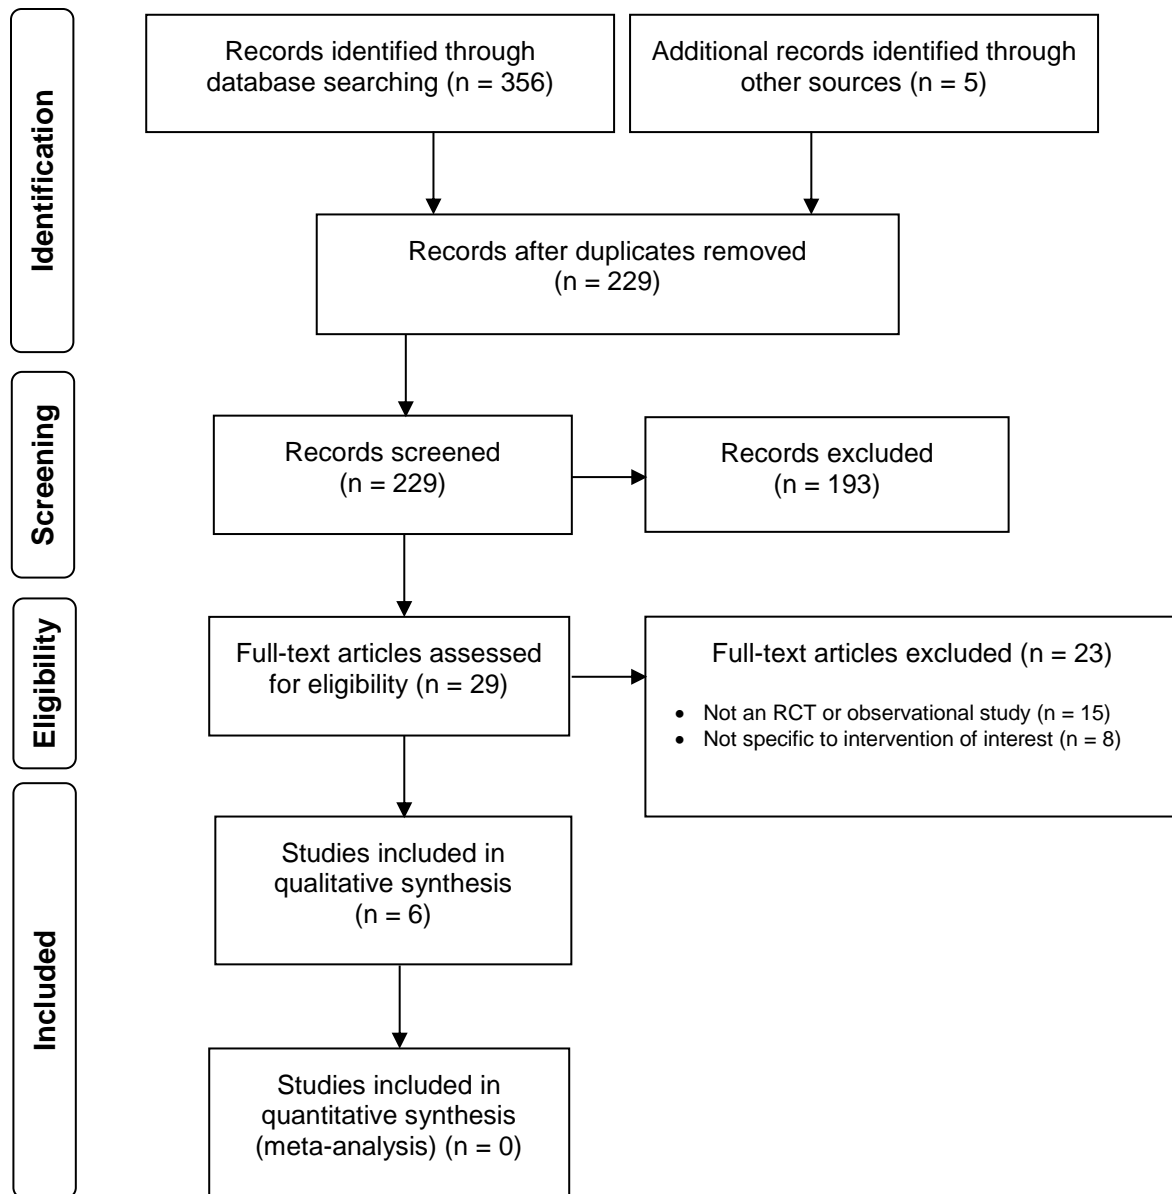 Identification
Records identified through
database searching (n = 356)
Additional records identified through
other sources (n = 5)
Records after duplicates removed
(n = 229)
Screening
Records screened
(n = 229)
Records excluded
(n = 193)
Eligibility
Full-text articles assessed
for eligibility (n = 29)
Full-text articles excluded (n = 23)
• Not an RCT or observational study (n = 15)
• Not specific to intervention of interest (n = 8)
Included
Studies included in
qualitative synthesis
(n = 6)
Studies included in
quantitative synthesis
(meta-analysis) (n = 0)